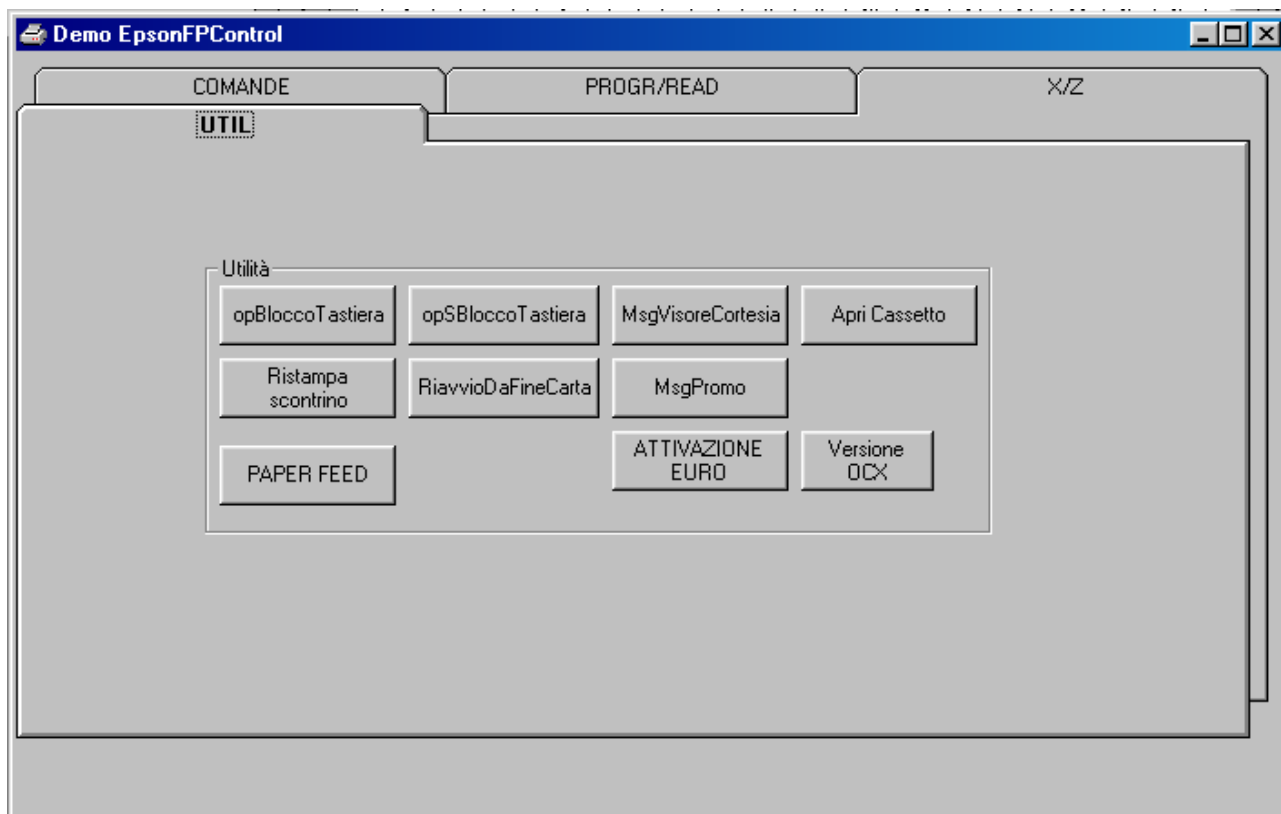 Demo EpsonFPControl
COMANDE PROGR/READ X/Z
UTIL
Utilità
opBloccoTastiera opSBloccoTastiera MsgVisoreCortesia Apri Cassetto
Ristampa
scontrino
RiavvioDaFineCarta MsgPromo
PAPER FEED
ATTIVAZIONE
EURO
Versione
OCX